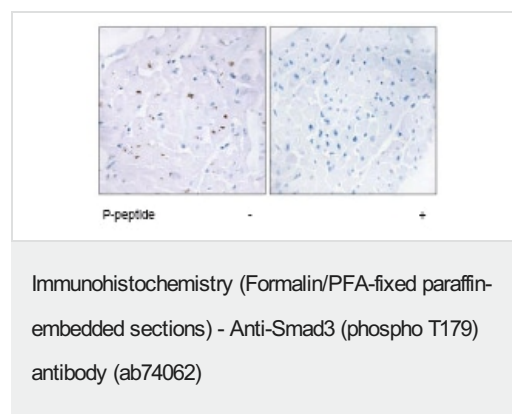 P-peptide - +
Immunohistochemistry (Formalin/PFA-fixed paraffin-
embedded sections) - Anti-Smad3 (phospho T179)
antibody (ab74062)